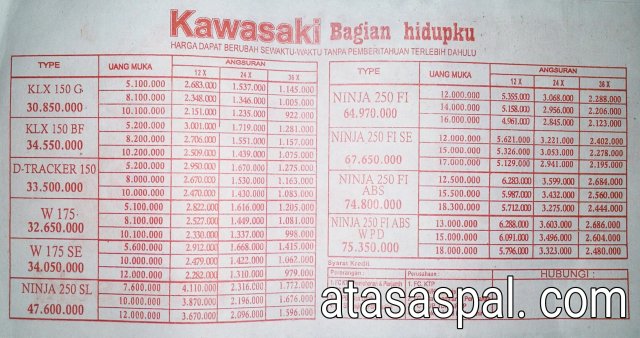 Kawasaki Bagian hidupku
HARGA DAPAT BERUBAH SEWAKTU-WAKTU TANPA PEMBERITAHUAN TERLEBIH DAHULU
TYPE UANG MUKA ANGSURAN
12 X 24 X 36 X
KLX 150 G
30.850.000
5.100.000 2.683.000 1.537.000 1.145.000
8.100.000 2.348.000 1.346.000 1.005.000
10.100.000 2.151.000 1.235.000 922.000
KLX 150 BF
34.550.000
5.200.000 3.001.000 1.719.000 1.281.000
8.200.000 2.706.000 1.551.000 1.157.000
10.200.000 2.509.000 1.439.000 1.075.000
D-TRACKER 150
33.500.000
5.200.000 2.930.000 1.670.000 1.275.000
8.000.000 2.670.000 1.530.000 1.163.000
10.000.000 2.470.000 1.430.000 1.085.000
W 175
32.650.000
5.100.000 2.822.000 1.616.000 1.205.000
8.100.000 2.527.000 1.449.000 1.081.000
10.100.000 2.330.000 1.337.000 998.000
W 175 SE
34.050.000
5.600.000 2.912.000 1.668.000 1.415.000
10.000.000 2.479.000 1.422.000 1.062.000
12.000.000 2.282.000 1.310.000 979.000
NINJA 250 SL
47.600.000
7.600.000 4.110.000 2.316.000 1.772.000
10.000.000 3.870.000 2.196.000 1.676.000
12.000.000 3.670.000 2.096.000 1.596.000
TYPE UANG MUKA ANGSURAN
12 X 24 X 36 X
NINJA 250 FI
64.970.000
12.000.000 5.355.000 3.068.000 2.288.000
14.000.000 5.158.000 2.956.000 2.206.000
16.000.000 4.961.000 2.845.000 2.123.000
NINJA 250 FI SE
67.650.000
12.000.000 5.621.000 3.221.000 2.402.000
15.000.000 5.326.000 3.053.000 2.278.000
17.000.000 5.129.000 2.941.000 2.195.000
NINJA 250 FI
ABS
74.800.000
12.500.000 6.283.000 3.599.000 2.684.000
15.500.000 5.987.000 3.432.000 2.560.000
18.300.000 5.712.000 3.275.000 2.444.000
NINJA 250 FI ABS
WPD
75.350.000
13.000.000 6.288.000 3.603.000 2.686.000
15.000.000 6.091.000 3.496.000 2.604.000
18.000.000 5.796.000 3.323.000 2.480.000
Syarat Kredit
Perorangan : Perusahaan : HUBUNGI :
1. FC. KTP
atasaspal. com